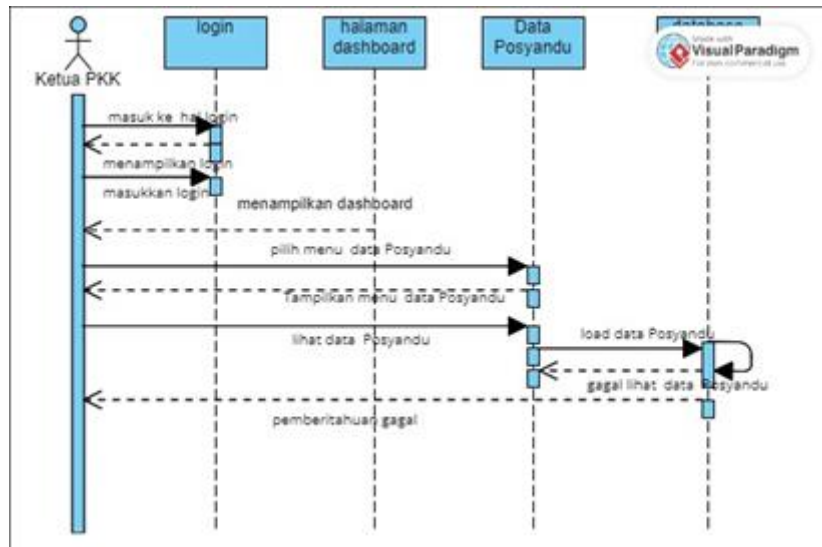 login
halaman
dashboard
Data
Posyandu
database
Made with
Visual Paradigm
For non-commercial use
Ketua PKK
masuk ke hal login
menampilkan login
masukkan login
menampilkan dashboard
pilih menu data Posyandu
Tampilkan menu data Posyandu
lihat data Posyandu
load data Posyandu
gagal lihat data Posyandu
pemberitahuan gagal